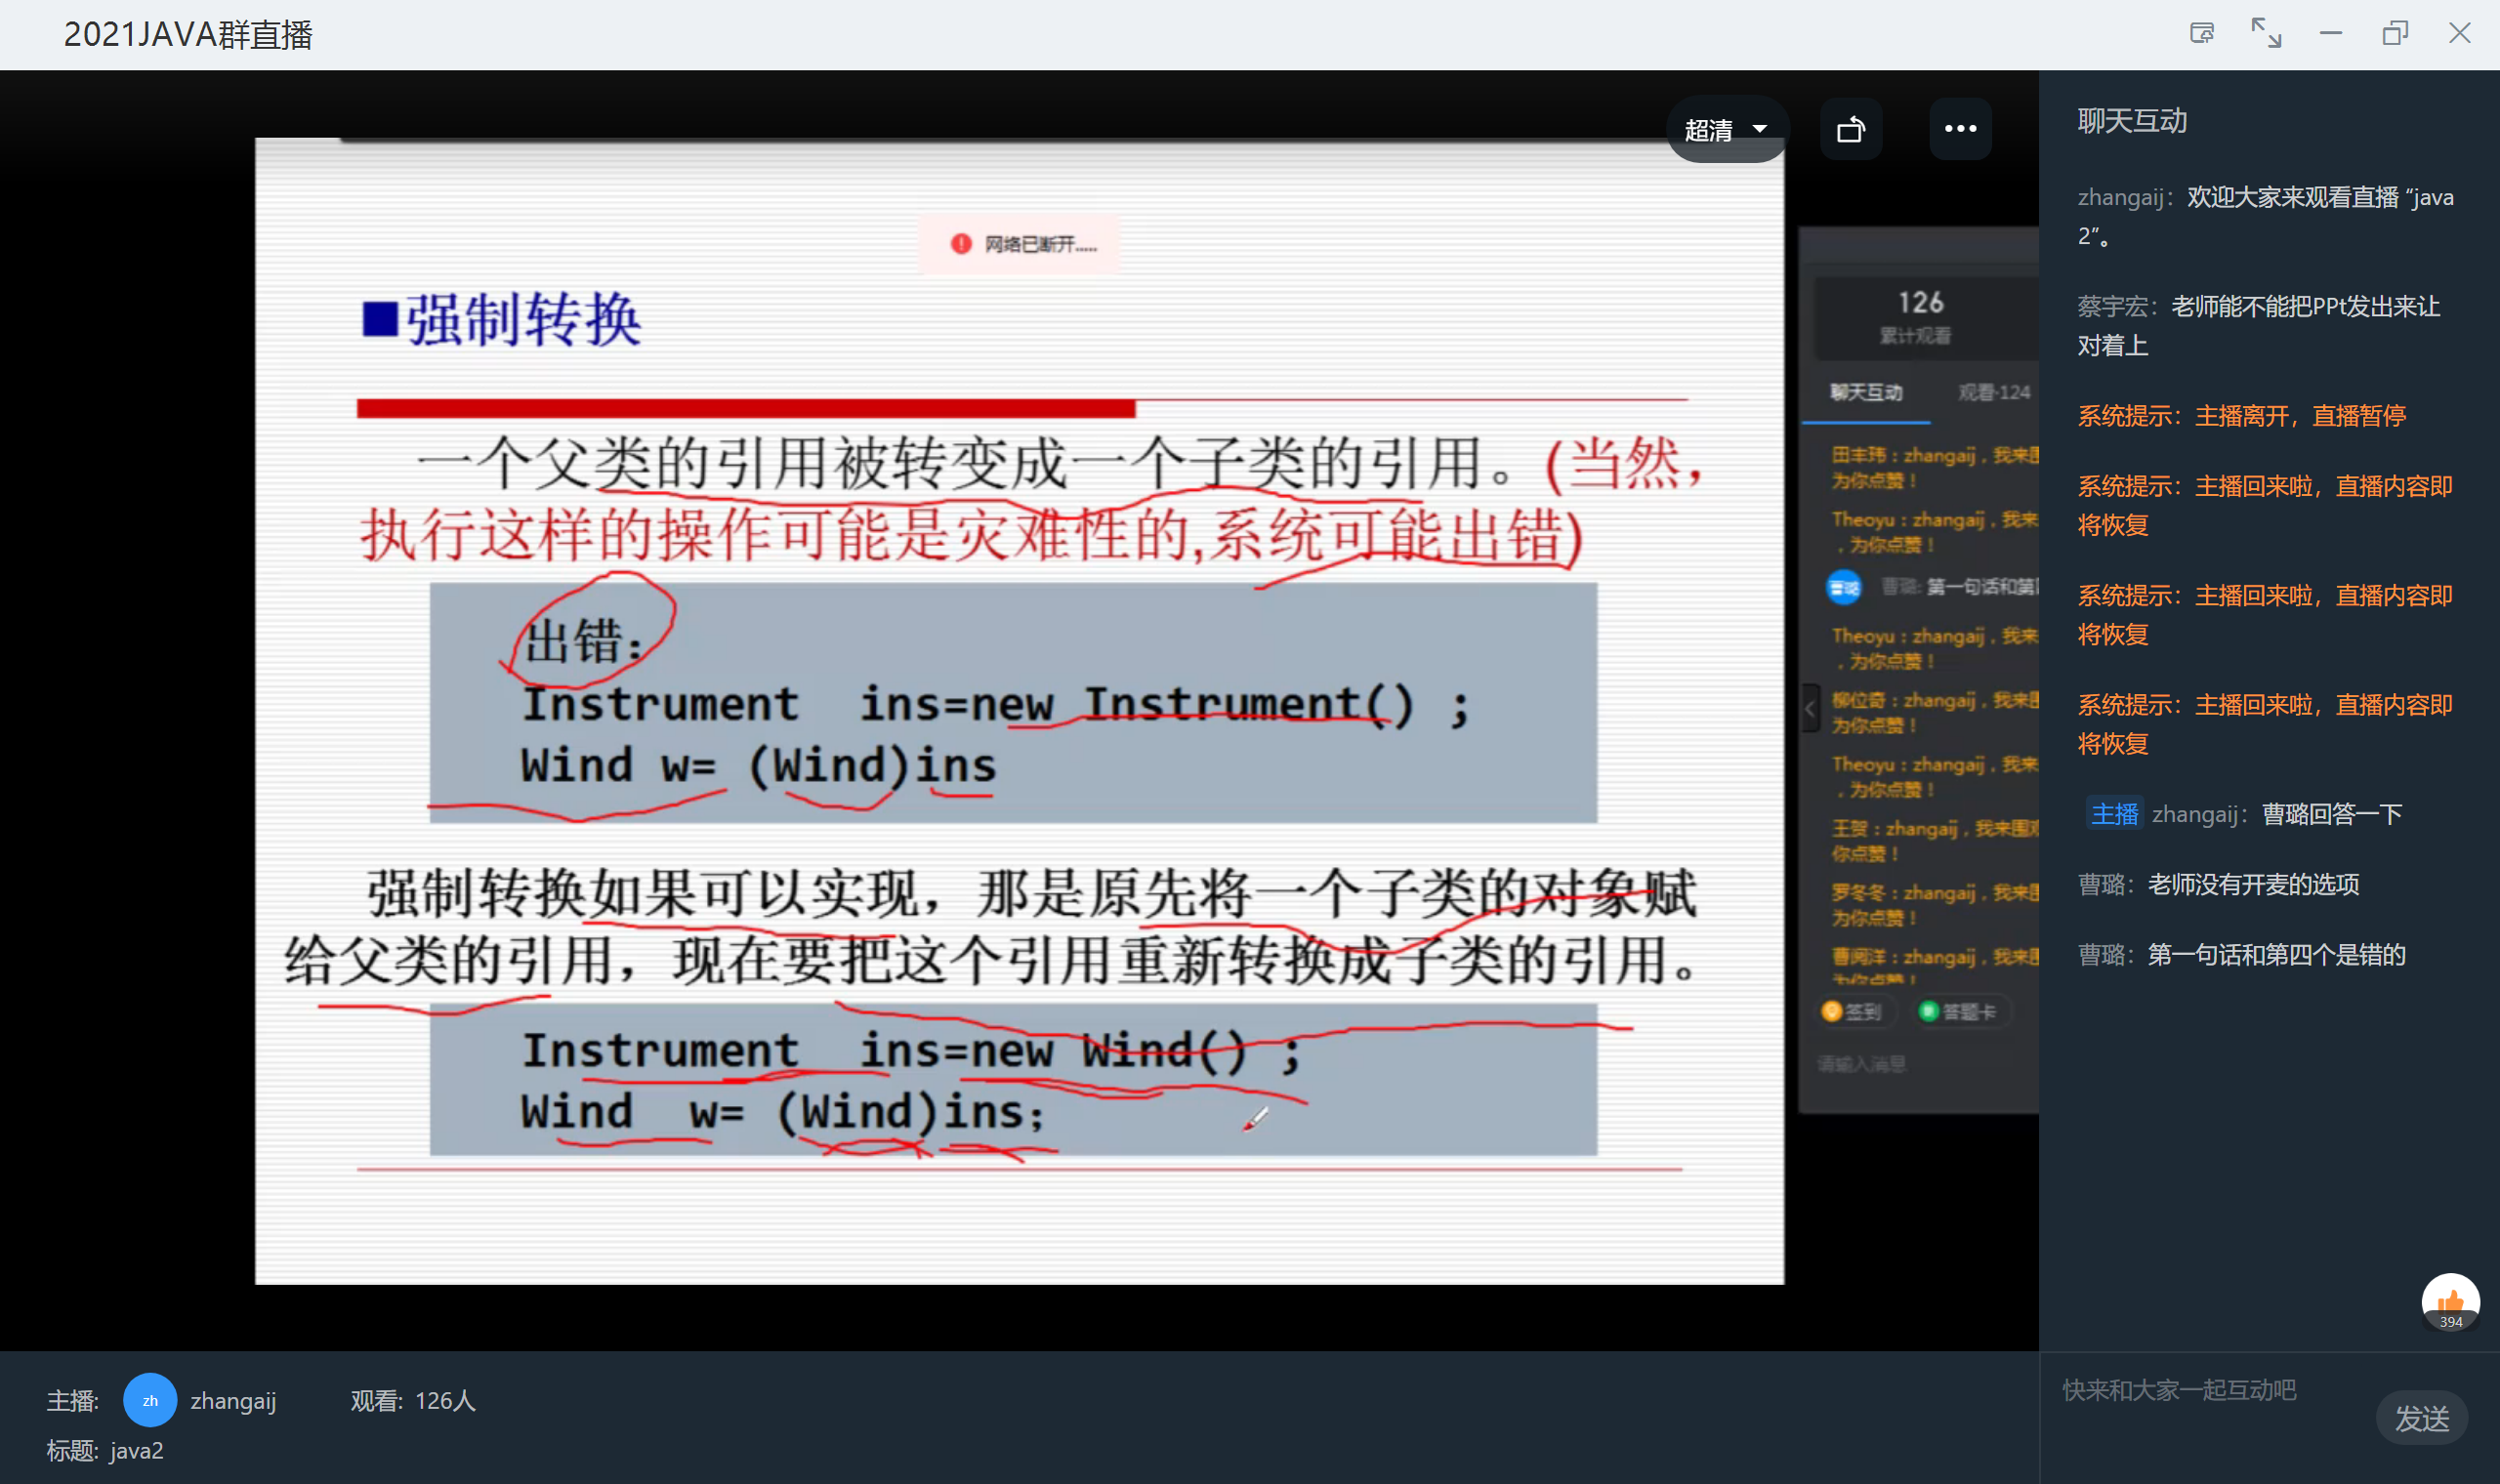 2021JAVA群直播
超清
网络已断开.....
■强制转换
一个父类的引用被转变成一个子类的引用。(当然，
执行这样的操作可能是灾难性的,系统可能出错)
出错：
Instrument  ins=new Instrument() ;
Wind w= (Wind)ins
强制转换如果可以实现，那是原先将一个子类的对象赋
给父类的引用，现在要把这个引用重新转换成子类的引用。
Instrument  ins=new Wind() ;
Wind  w= (Wind)ins;
126
累计观看
聊天互动 观看·124
田丰玮：zhangaij，我来围
为你点赞！
Theoyu：zhangaij，我来
，为你点赞！
曹璐 曹璐: 第一句话和第
Theoyu：zhangaij，我来
，为你点赞！
柳位奇：zhangaij，我来围
为你点赞！
Theoyu：zhangaij，我来
，为你点赞！
王贺：zhangaij，我来围观
你点赞！
罗冬冬：zhangaij，我来围
为你点赞！
zhangaij，我来围
为你点赞！
签到 答题卡
请输入消息
聊天互动
zhangaij： 欢迎大家来观看直播 “java
2”。
蔡宇宏： 老师能不能把PPt发出来让
对着上
系统提示： 主播离开，直播暂停
系统提示： 主播回来啦，直播内容即
将恢复
系统提示： 主播回来啦，直播内容即
将恢复
系统提示： 主播回来啦，直播内容即
将恢复
主播 zhangaij： 曹璐回答一下
曹璐： 老师没有开麦的选项
曹璐： 第一句话和第四个是错的
394
主播: zh zhangaij 观看: 126人
标题: java2
快来和大家一起互动吧
发送